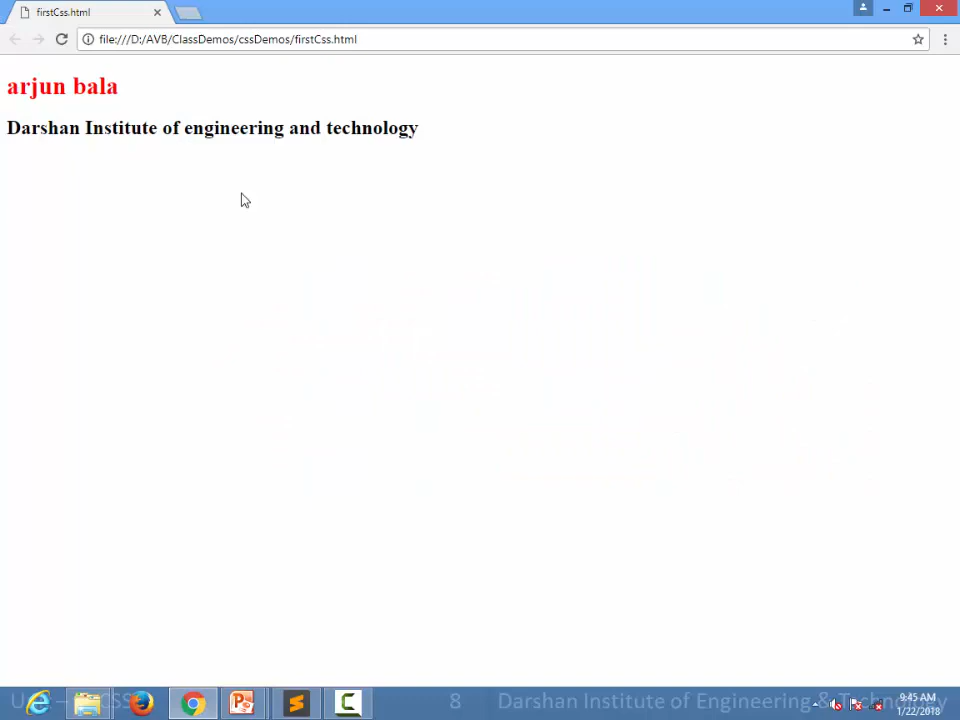 firstCss.html
file:///D:/AVB/ClassDemos/cssDemos/firstCss.html
arjun bala
Darshan Institute of engineering and technology
8 Darshan Institute of Engineering & Technology
9:45 AM
1/22/2018